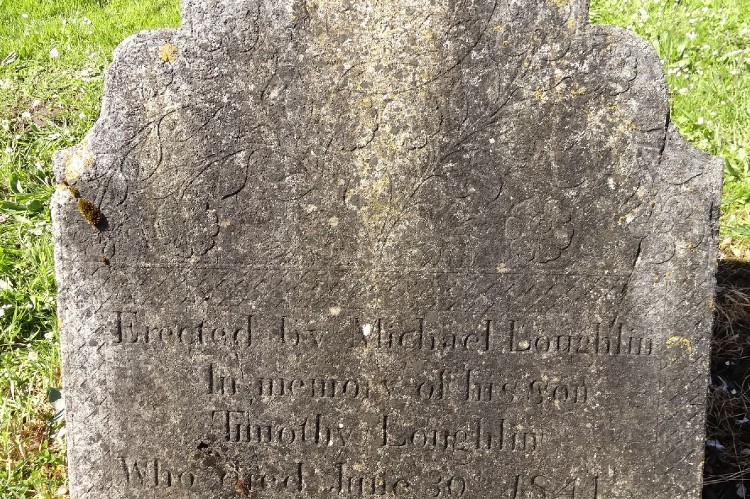 Erected by Michael Loughlin
In memory of his son
Timothy Loughlin
Who died June 30 1841